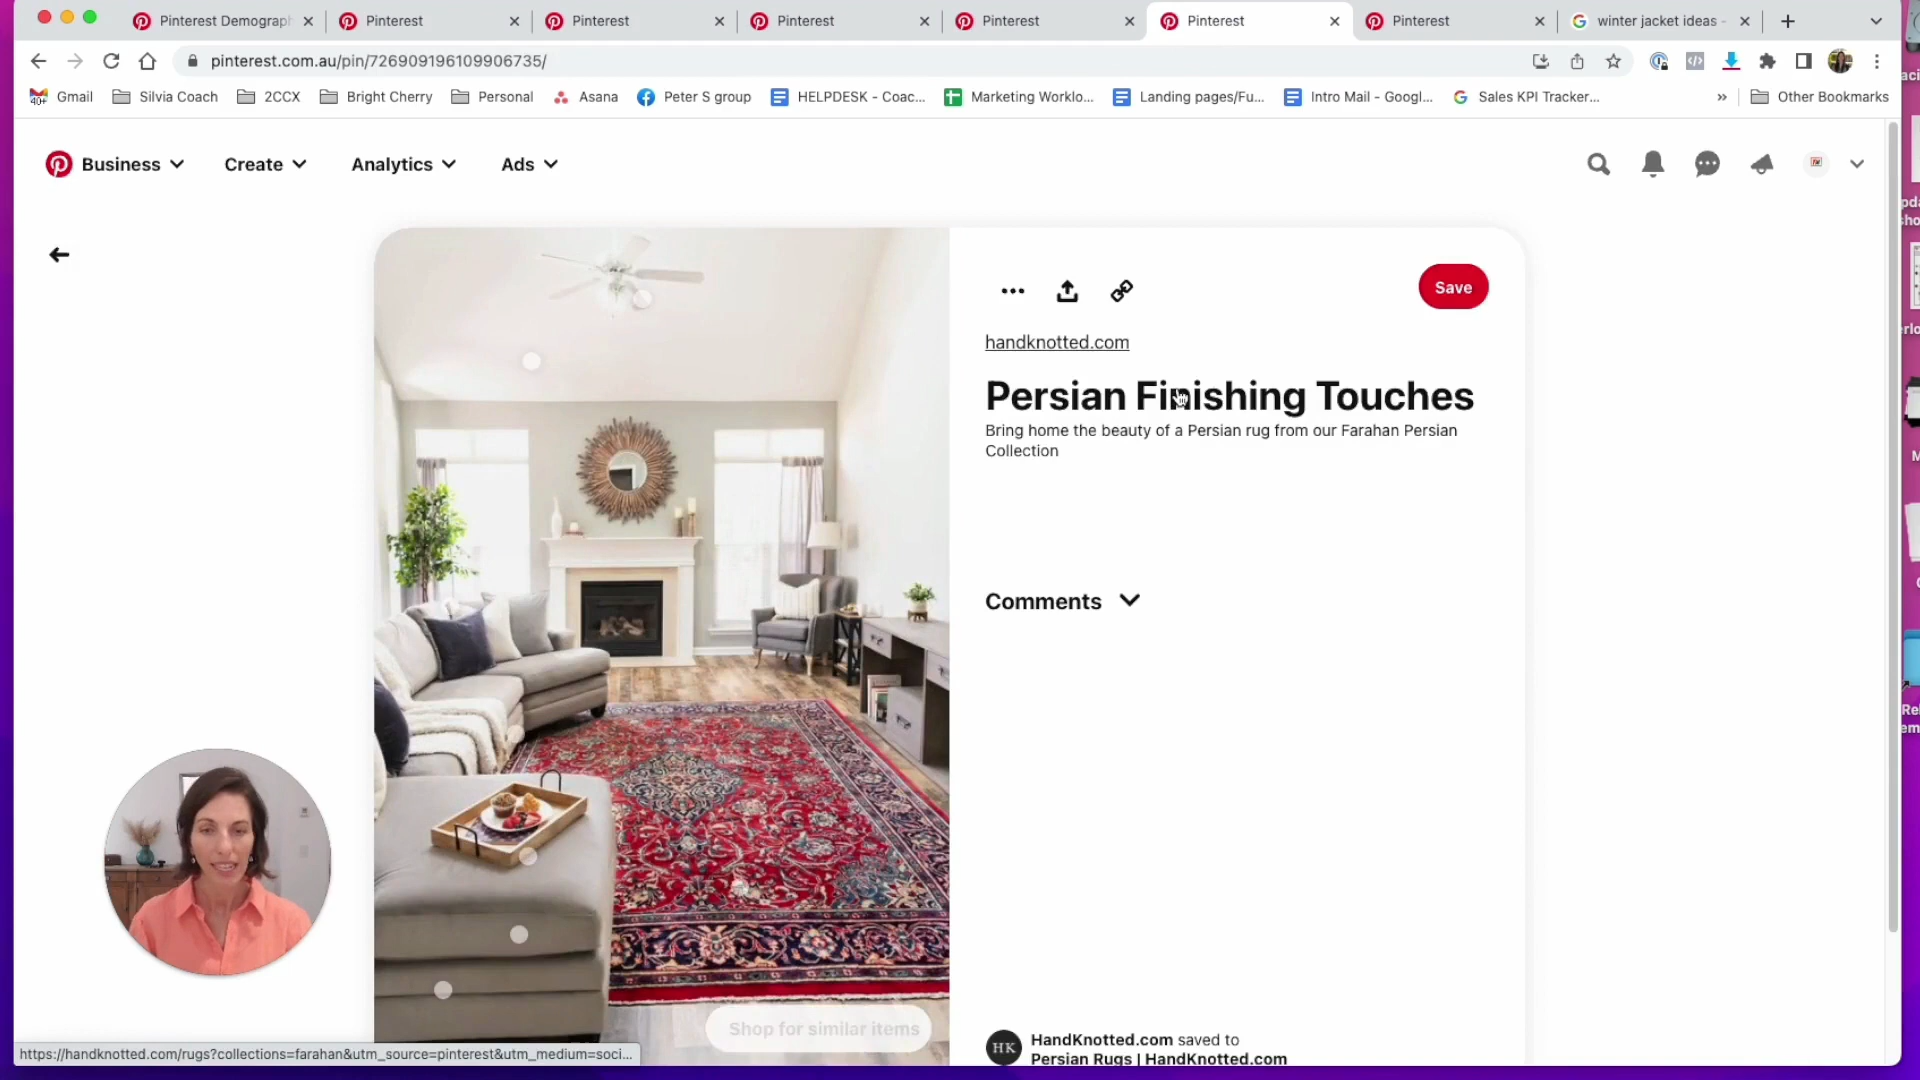 Pinterest Demograph
Pinterest
Pinterest
Pinterest
Pinterest
Pinterest
Pinterest
winter jacket ideas -
pinterest.com.au/pin/726909196109906735/
Gmail
Silvia Coach
2CCX
Bright Cherry
Personal
Asana
Peter S group
HELPDESK - Coac...
Marketing Worklo...
Landing pages/Fu...
Intro Mail - Googl...
Sales KPI Tracker...
»
Other Bookmarks
Business
Create
Analytics
Ads
Save
handknotted.com
Persian Finishing Touches
Bring home the beauty of a Persian rug from our Farahan Persian
Collection
Comments
Shop for similar items
HK
HandKnotted.com saved to
Persian Rugs | HandKnotted.com
https://handknotted.com/rugs?collections=farahan&utm_source=pinterest&utm_medium=soci...